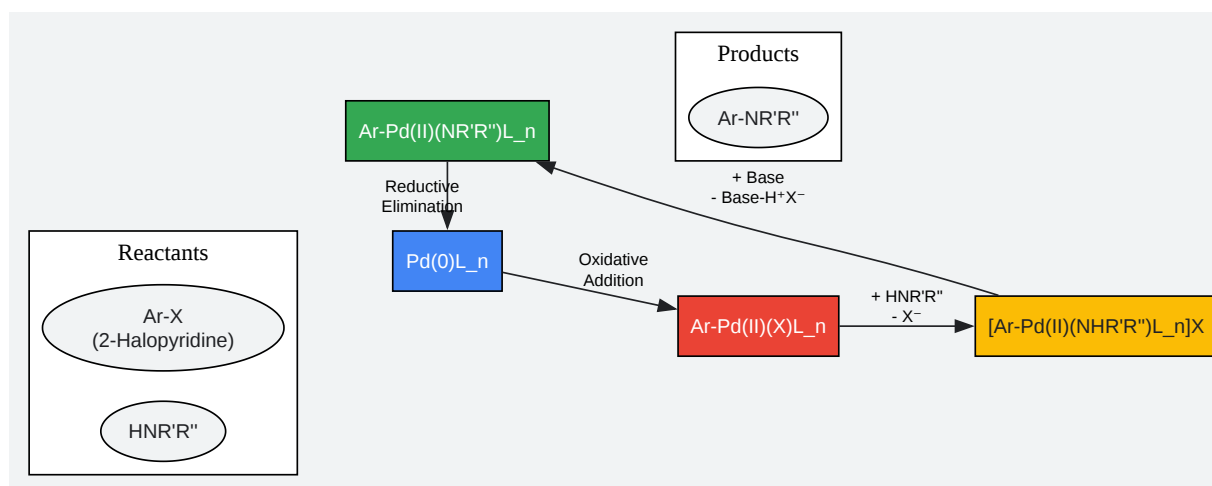 Products
Ar-NR'R"
Ar-Pd(II)(NR'R")L_n
+ Base
- Base-H⁺X⁻
Reductive
Elimination
Reactants
Ar-X
(2-Halopyridine)
HNR'R"
Pd(0)L_n
Oxidative
Addition
Ar-Pd(II)(X)L_n
+ HNR'R"
- X⁻
[Ar-Pd(II)(NHR'R")L_n]X